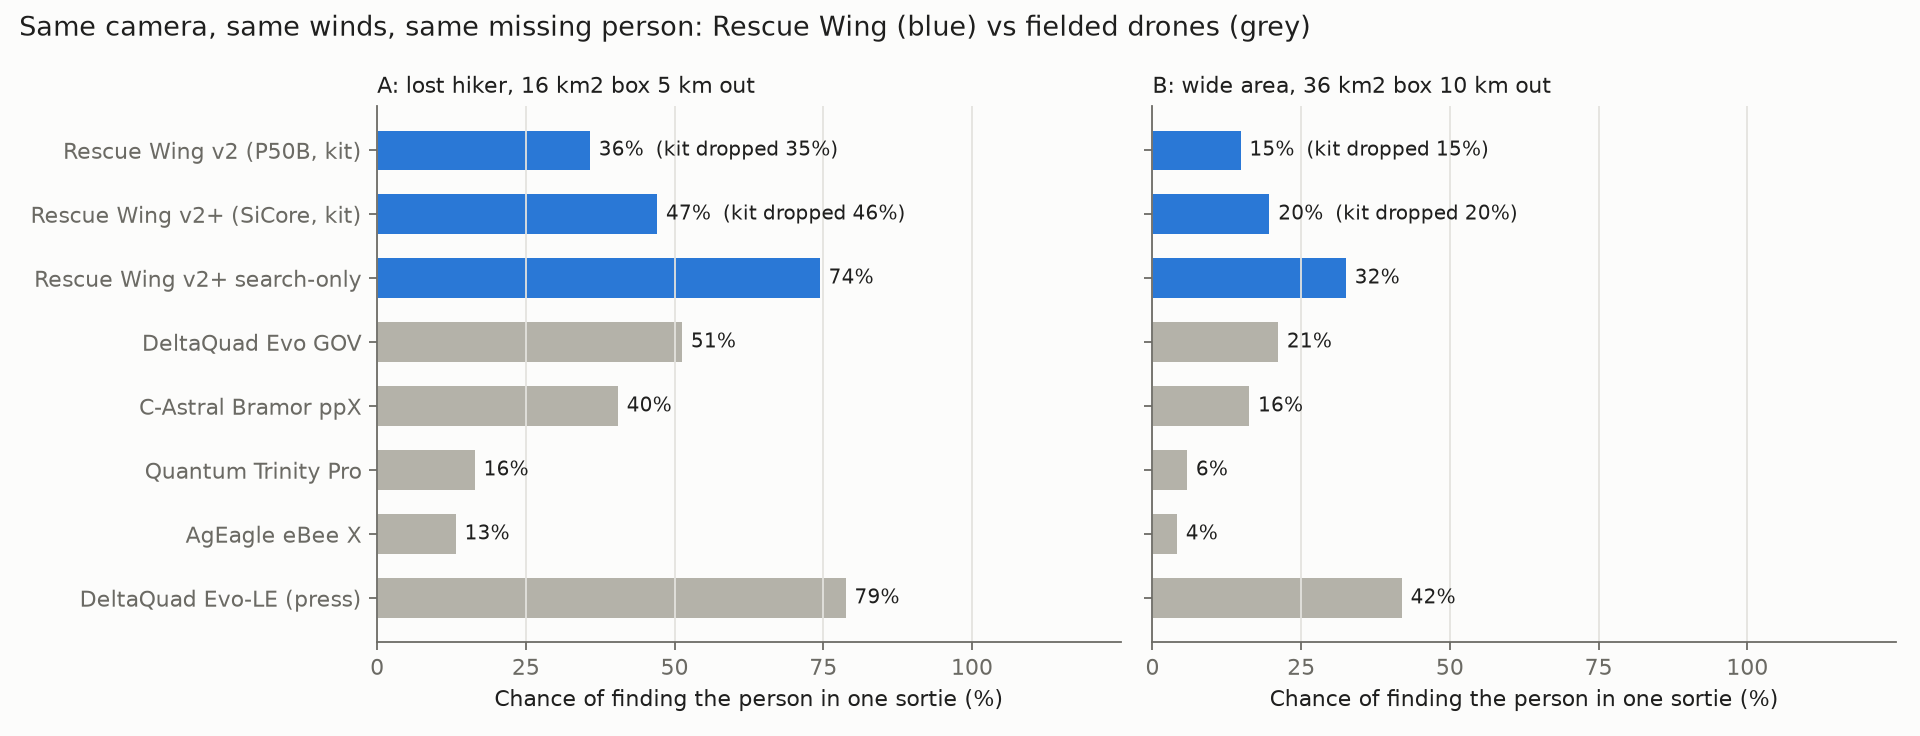 Same camera, same winds, same missing person: Rescue Wing (blue) vs fielded drones (grey)
A: lost hiker, 16 km2 box 5 km out
Rescue Wing v2 (P50B, kit) 36% (kit dropped 35%)
Rescue Wing v2+ (SiCore, kit) 47% (kit dropped 46%)
Rescue Wing v2+ search-only 74%
DeltaQuad Evo GOV 51%
C-Astral Bramor ppX 40%
Quantum Trinity Pro 16%
AgEagle eBee X 13%
DeltaQuad Evo-LE (press) 79%
0 25 50 75 100
Chance of finding the person in one sortie (%)
B: wide area, 36 km2 box 10 km out
15% (kit dropped 15%)
20% (kit dropped 20%)
32%
21%
16%
6%
4%
42%
0 25 50 75 100
Chance of finding the person in one sortie (%)